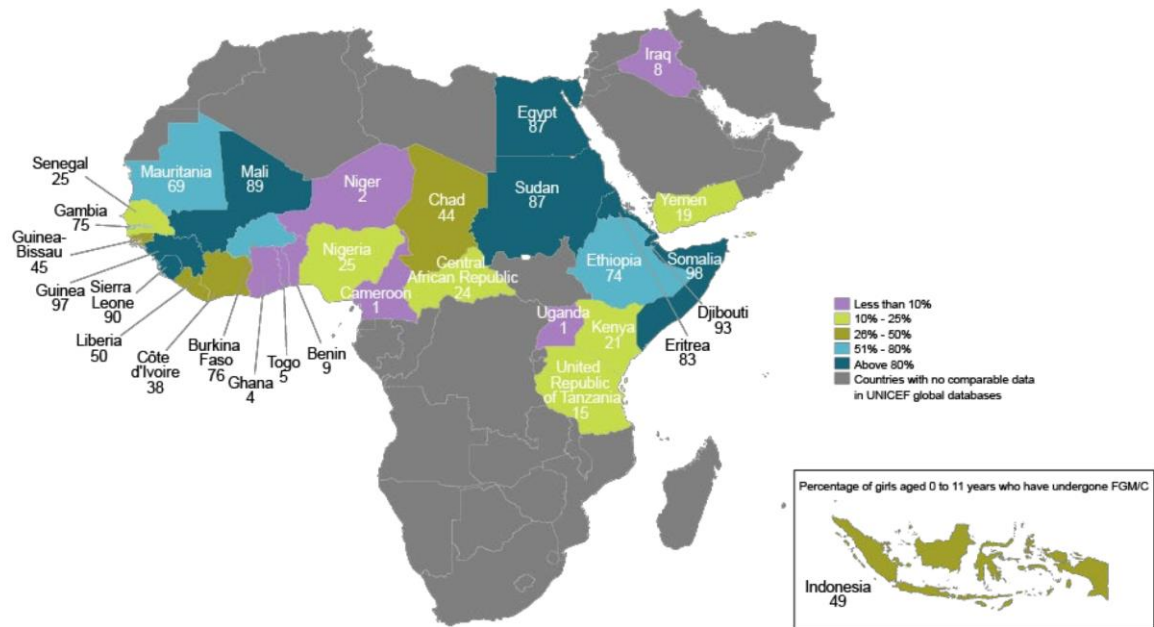 Iraq
8
Egypt
87
Senegal
25
Mauritania
69
Mali
89
Niger
2
Chad
44
Sudan
87
Yemen
19
Gambia
75
Guinea-
Bissau
45
Guinea
97
Sierra
Leone
90
Liberia
50
Côte
d'Ivoire
38
Burkina
Faso
76
Ghana
4
Togo
5
Benin
9
Nigeria
25
Cameroon
1
Central
African Republic
24
Ethiopia
74
Somalia
98
Djibouti
93
Eritrea
83
Uganda
1
Kenya
21
United
Republic
of Tanzania
15
Less than 10%
10% - 25%
26% - 50%
51% - 80%
Above 80%
Countries with no comparable data
in UNICEF global databases
Percentage of girls aged 0 to 11 years who have undergone FGM/C
Indonesia
49